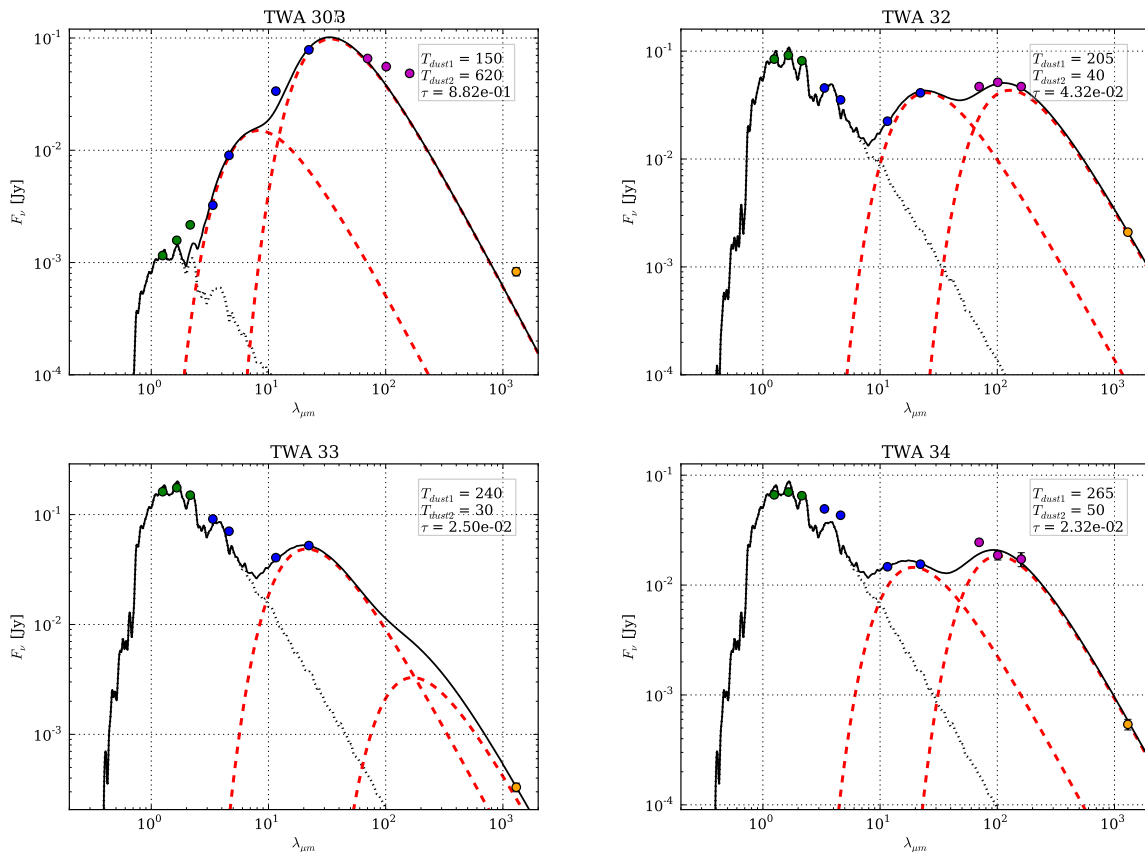 TWA 30B
T_dust1 = 150
T_dust2 = 620
τ = 8.82e-01
F_ν [Jy]
10^-1
10^-2
10^-3
10^-4
10^0
10^1
10^2
10^3
λ_μm
TWA 32
T_dust1 = 205
T_dust2 = 40
τ = 4.32e-02
F_ν [Jy]
10^-1
10^-2
10^-3
10^-4
10^0
10^1
10^2
10^3
λ_μm
TWA 33
T_dust1 = 240
T_dust2 = 30
τ = 2.50e-02
F_ν [Jy]
10^-1
10^-2
10^-3
10^0
10^1
10^2
10^3
λ_μm
TWA 34
T_dust1 = 265
T_dust2 = 50
τ = 2.32e-02
F_ν [Jy]
10^-1
10^-2
10^-3
10^-4
10^0
10^1
10^2
10^3
λ_μm